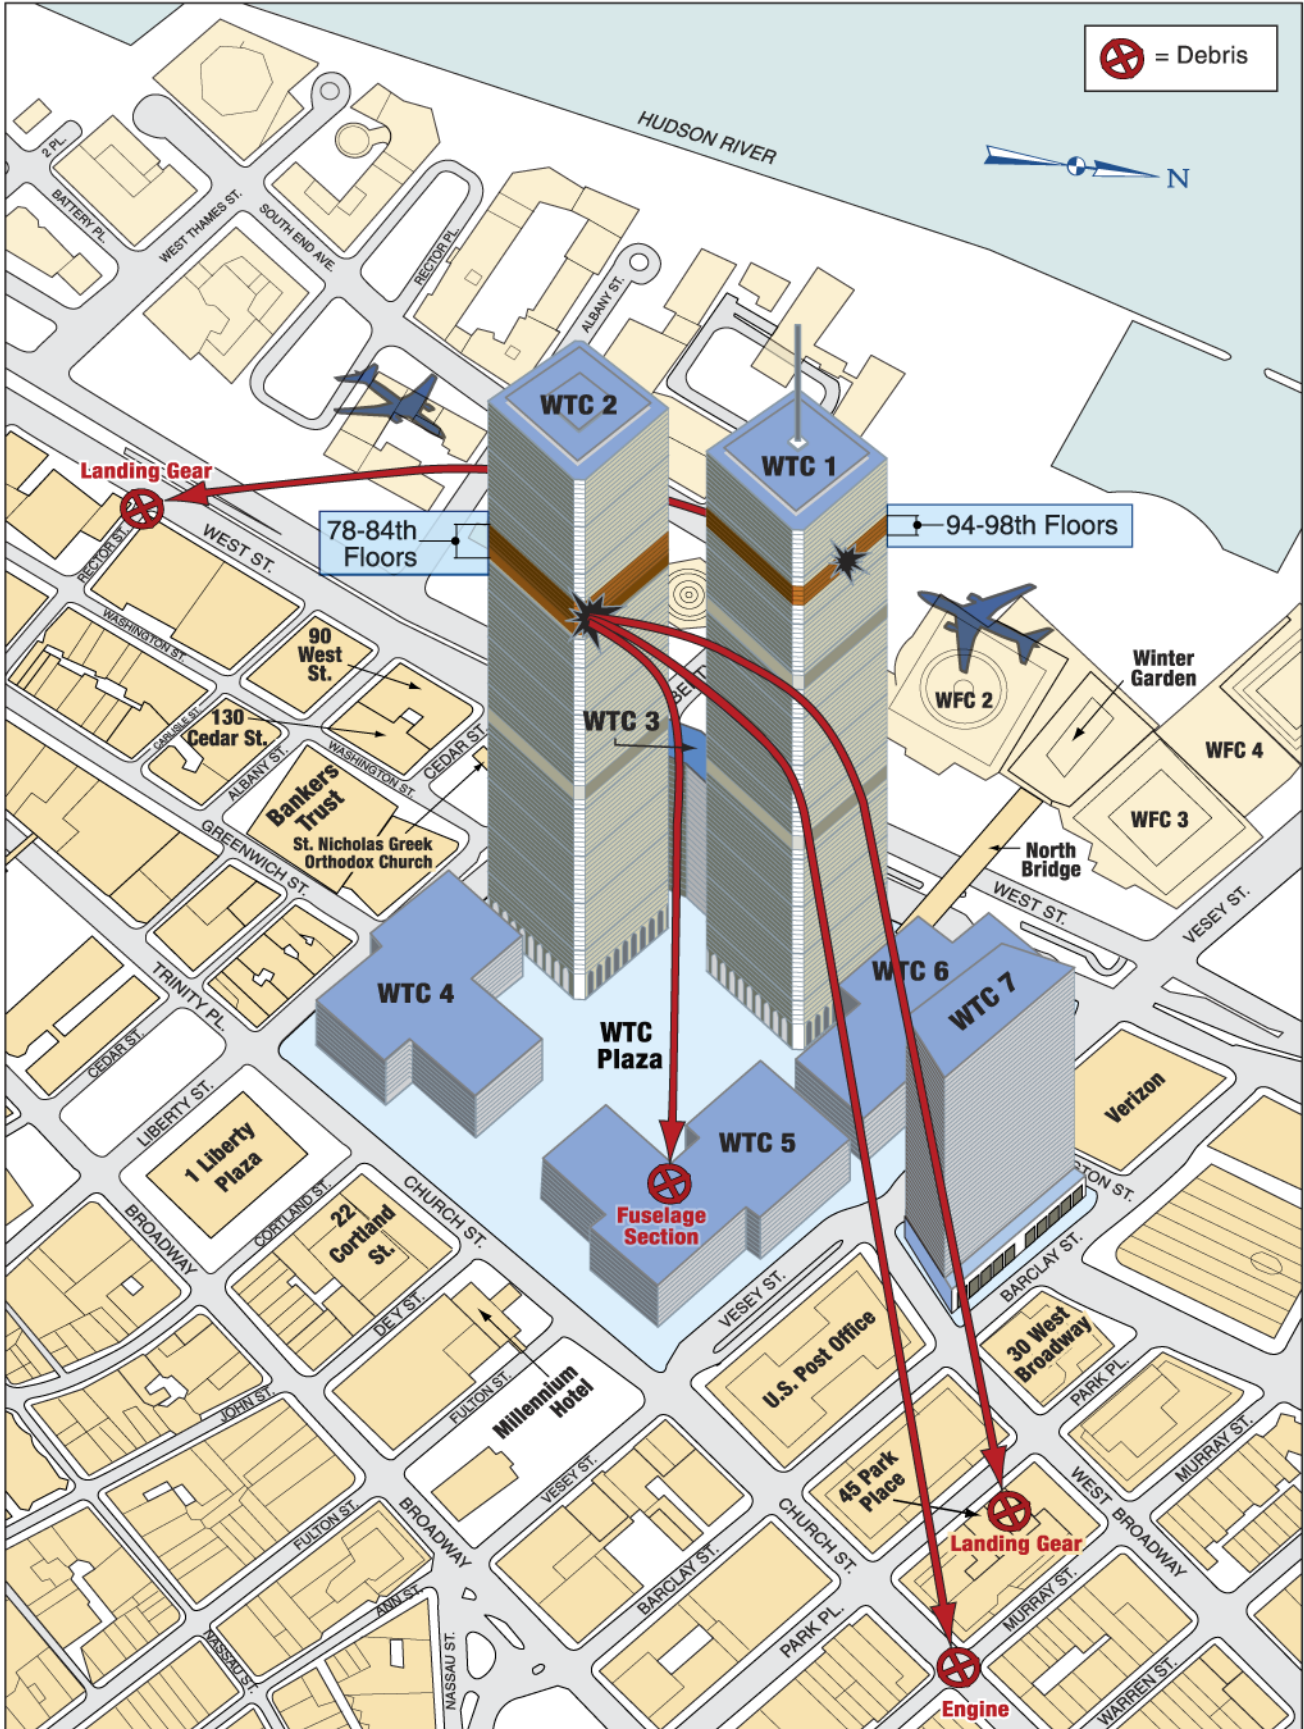 = Debris
HUDSON RIVER
N
2 PL.
BATTERY PL.
WEST THAMES ST.
SOUTH END AVE.
RECTOR PL.
ALBANY ST.
WTC 2
WTC 1
Landing Gear
78-84th
Floors
94-98th Floors
RECTOR ST.
WEST ST.
WASHINGTON ST.
90
West
St.
130
Cedar St.
CARLISLE ST.
ALBANY ST.
WASHINGTON ST.
CEDAR ST.
WTC 3
WFC 2
Winter
Garden
WFC 4
WFC 3
Bankers
Trust
St. Nicholas Greek
Orthodox Church
GREENWICH ST.
North
Bridge
WEST ST.
VESEY ST.
TRINITY PL.
CEDAR ST.
LIBERTY ST.
WTC 4
WTC 6
WTC 7
WTC
Plaza
Verizon
1 Liberty
Plaza
WTC 5
Fuselage
Section
TON ST.
BROADWAY
CORTLAND ST.
22
Cortland
St.
CHURCH ST.
DEY ST.
VESEY ST.
BARCLAY ST.
U.S. Post Office
30 West
Broadway
PARK PL.
JOHN ST.
FULTON ST.
Millennium
Hotel
MURRAY ST.
45 Park
Place
VESEY ST.
CHURCH ST.
WEST BROADWAY
Landing Gear
FULTON ST.
BROADWAY
ANN ST.
NASSAU ST.
NASSAU ST.
BARCLAY ST.
PARK PL.
MURRAY ST.
WARREN ST.
Engine